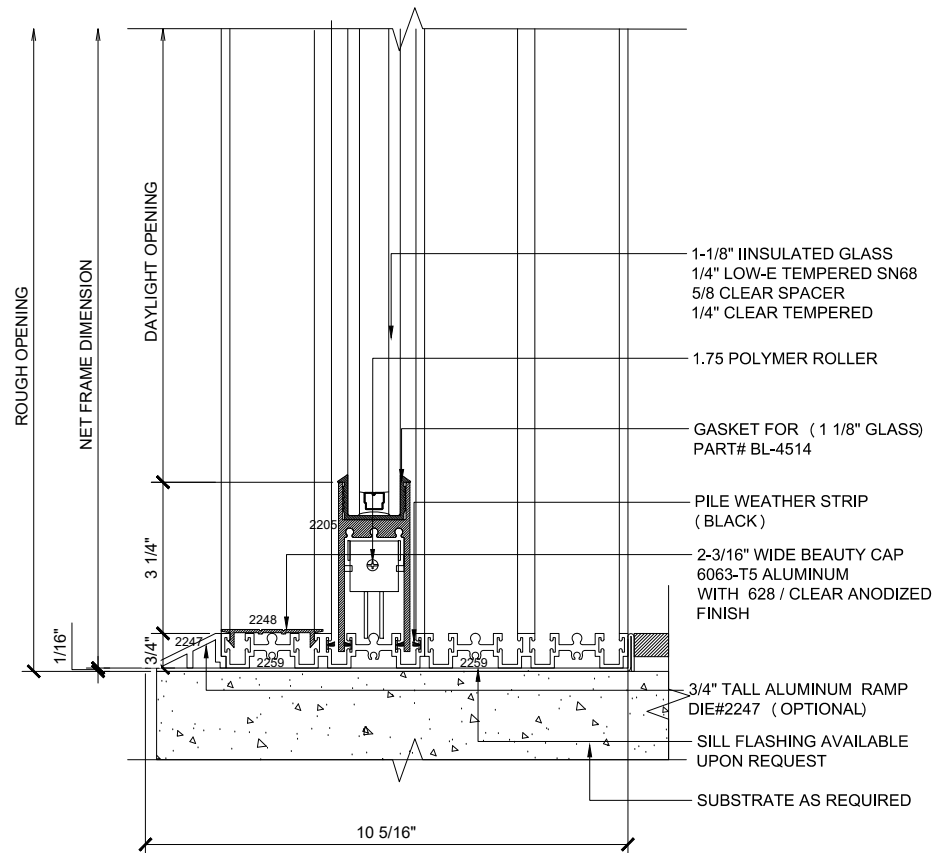 ROUGH OPENING
NET FRAME DIMENSION
DAYLIGHT OPENING
1-1/8" IINSULATED GLASS
1/4" LOW-E TEMPERED SN68
5/8 CLEAR SPACER
1/4" CLEAR TEMPERED
1.75 POLYMER ROLLER
GASKET FOR ( 1 1/8" GLASS)
PART# BL-4514
PILE WEATHER STRIP
( BLACK )
2-3/16" WIDE BEAUTY CAP
6063-T5 ALUMINUM
WITH 628 / CLEAR ANODIZED
FINISH
2205
3 1/4"
2248
2247
1/16"
3/4"
2259
2259
3/4" TALL ALUMINUM RAMP
DIE#2247 ( OPTIONAL)
SILL FLASHING AVAILABLE
UPON REQUEST
SUBSTRATE AS REQUIRED
10 5/16"